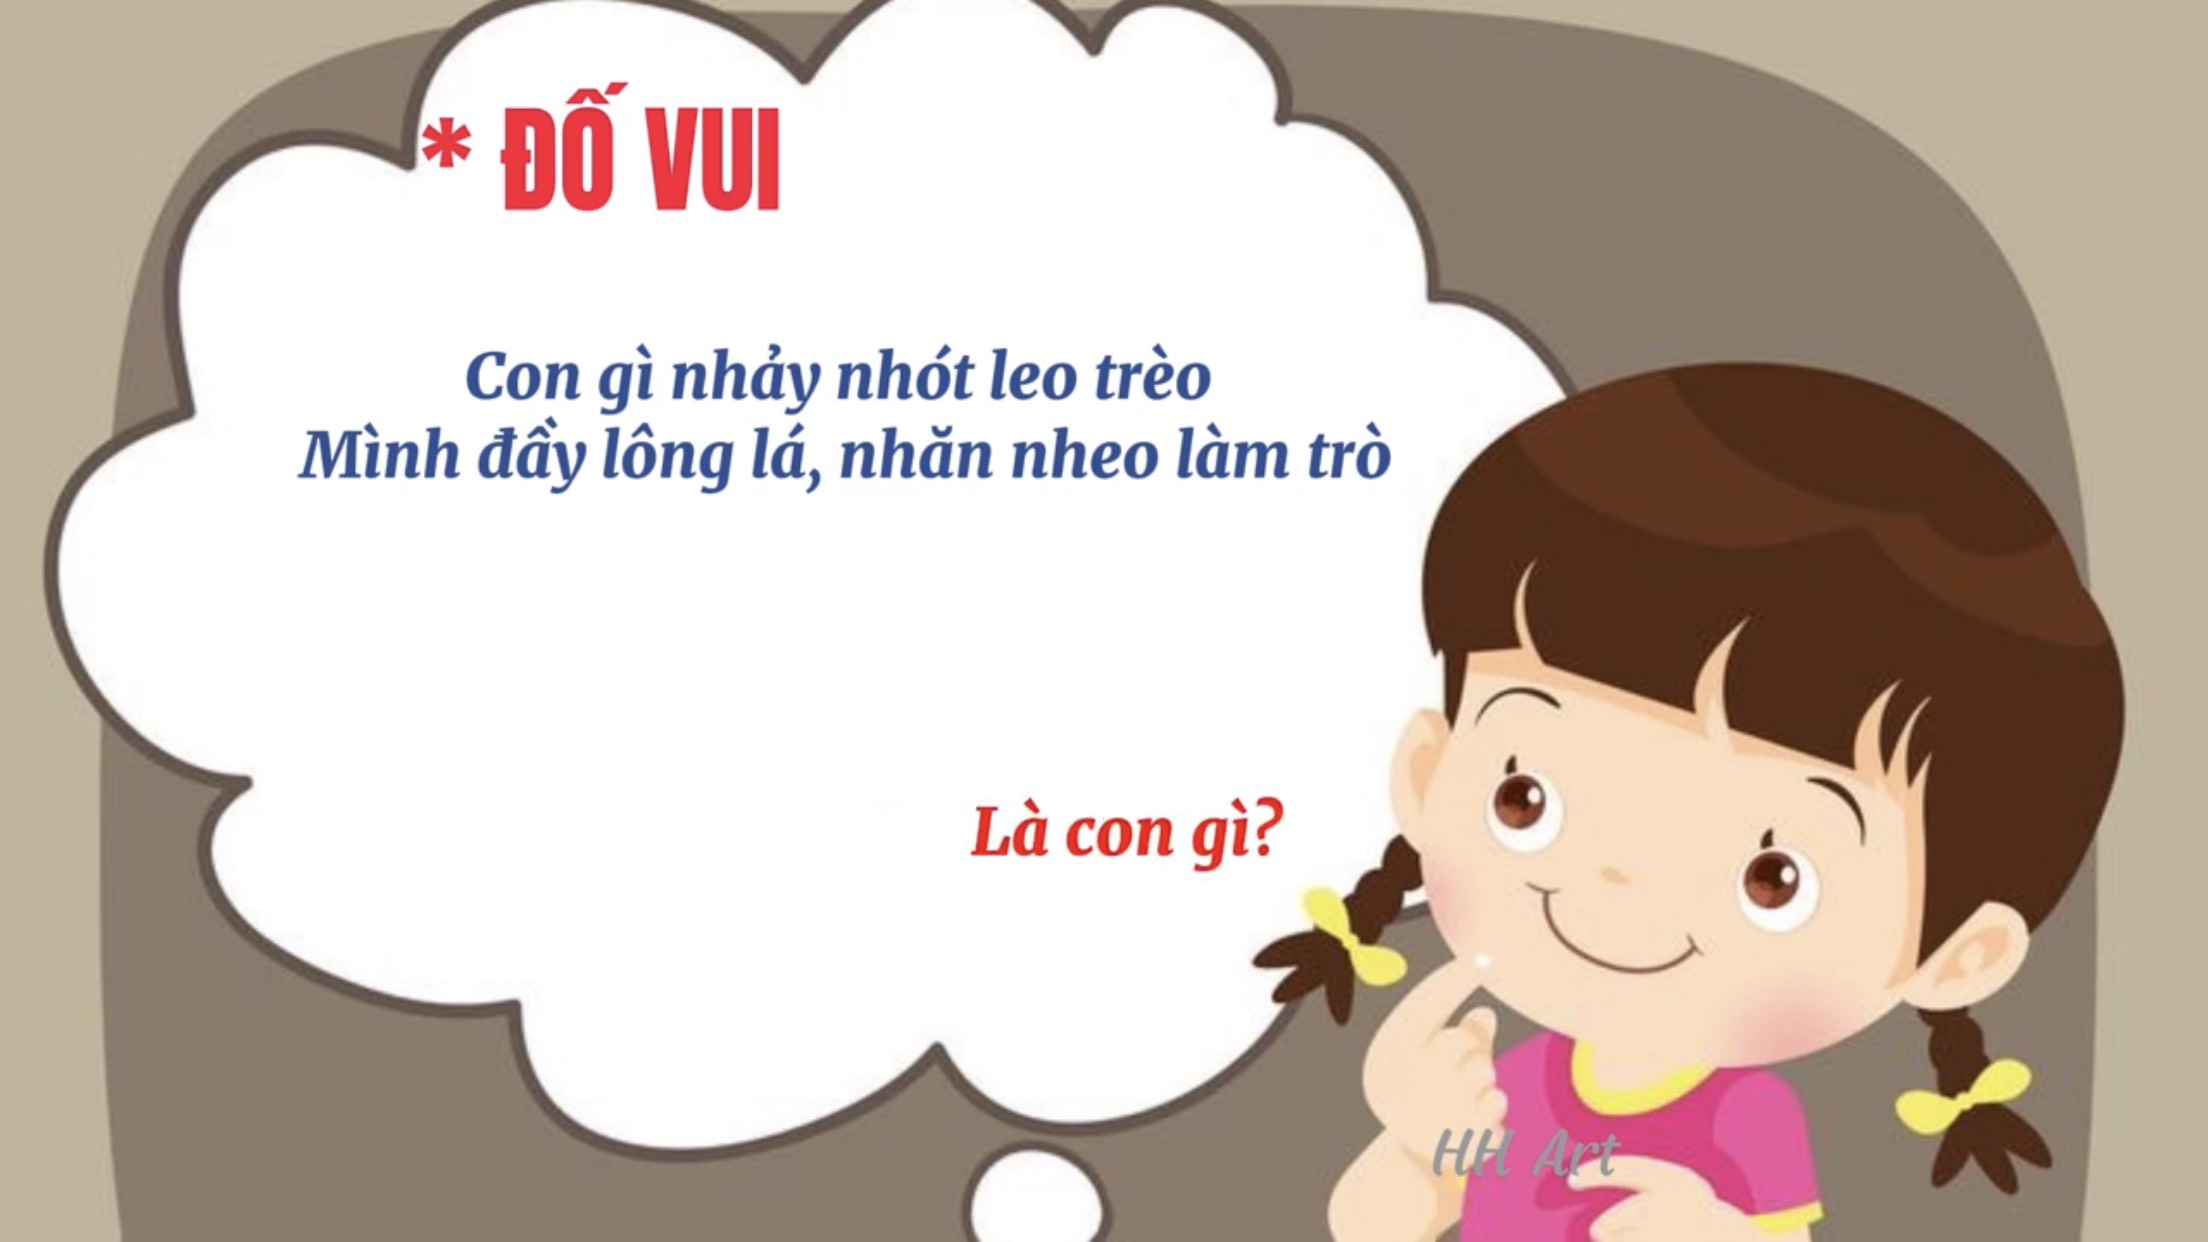 * ĐỐ VUI
Con gì nhảy nhót leo trèo
Mình đầy lông lá, nhăn nheo làm trò
Là con gì?
HH Art